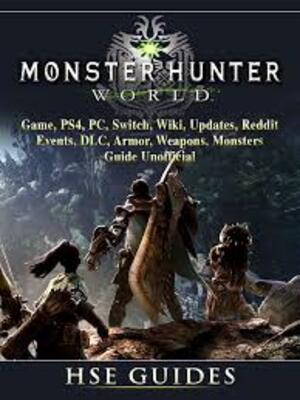 MONSTER HUNTER
WORLD
Game, PS4, PC, Switch, Wiki, Updates, Reddit
Events, DLC, Armor, Weapons, Monsters
Guide Unofficial
HSE GUIDES